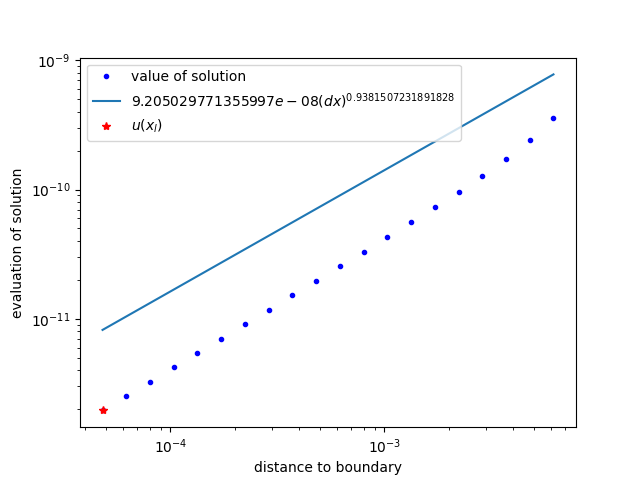 10⁻⁹
value of solution
9.205029771355997e − 08(dx)^0.9381507231891828
u(x_l)
10⁻¹⁰
10⁻¹¹
evaluation of solution
10⁻⁴
10⁻³
distance to boundary